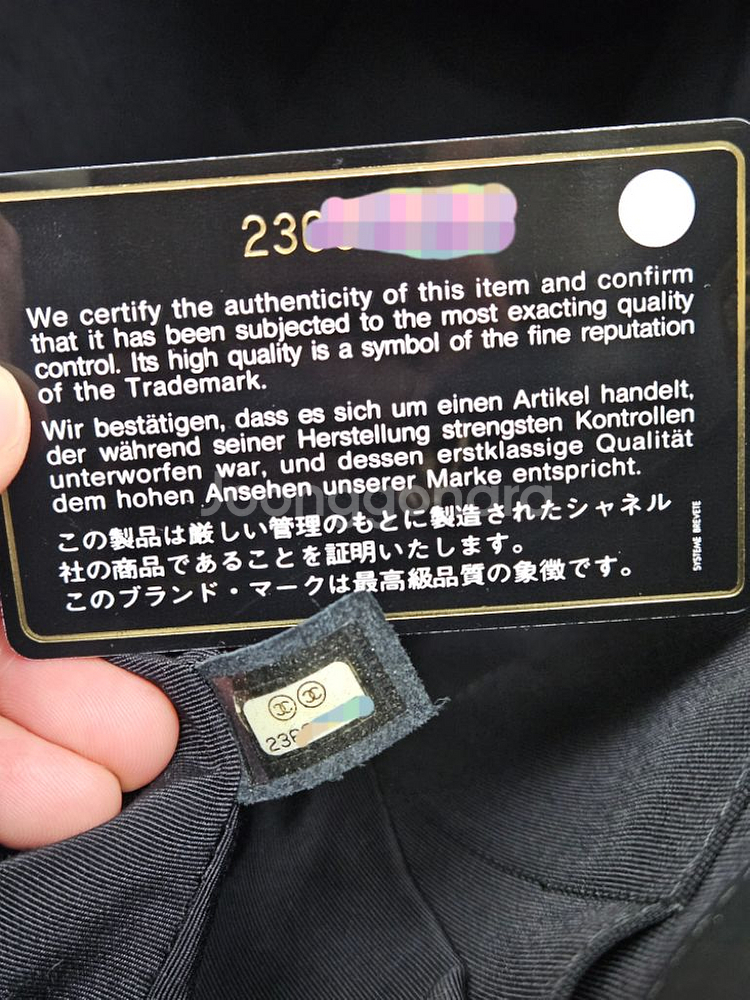 236
We certify the authenticity of this item and confirm
that it has been subjected to the most exacting quality
control. Its high quality is a symbol of the fine reputation
of the Trademark.
Wir bestätigen, dass es sich um einen Artikel handelt,
der während seiner Herstellung strengsten Kontrollen
unterworfen war, und dessen erstklassige Qualität
dem hohen Ansehen unserer Marke entspricht.
この製品は厳しい管理のもとに製造されたシャネル
社の商品であることを証明いたします。
このブランド・マークは最高級品質の象徴です。
SYSTEME BREVETE
Joongonara
236